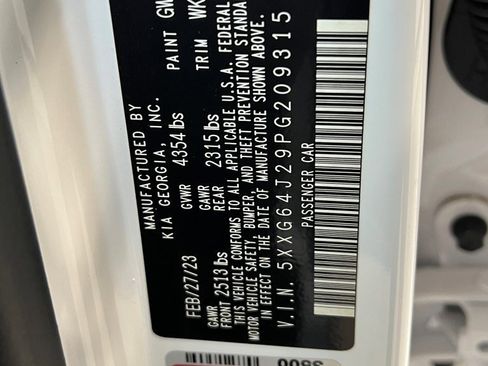 MANUFACTURED BY
KIA GEORGIA, INC.
FEB/27/23 GVWR 4354 lbs PAINT GW
GAWR FRONT 2513 lbs GAWR REAR 2315 lbs TRIM WK
THIS VEHICLE CONFORMS TO ALL APPLICABLE U.S.A. FEDERAL
MOTOR VEHICLE SAFETY, BUMPER, AND THEFT PREVENTION STANDA
IN EFFECT ON THE DATE OF MANUFACTURE SHOWN ABOVE.
V.I.N. 5XXG64J29PG209315
PASSENGER CAR